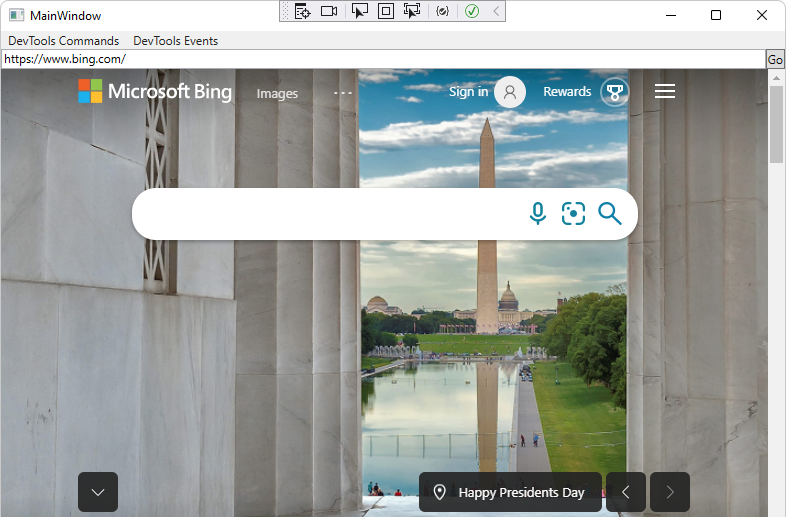 MainWindow
DevTools Commands DevTools Events
https://www.bing.com/ Go
Microsoft Bing Images Sign in Rewards
Happy Presidents Day